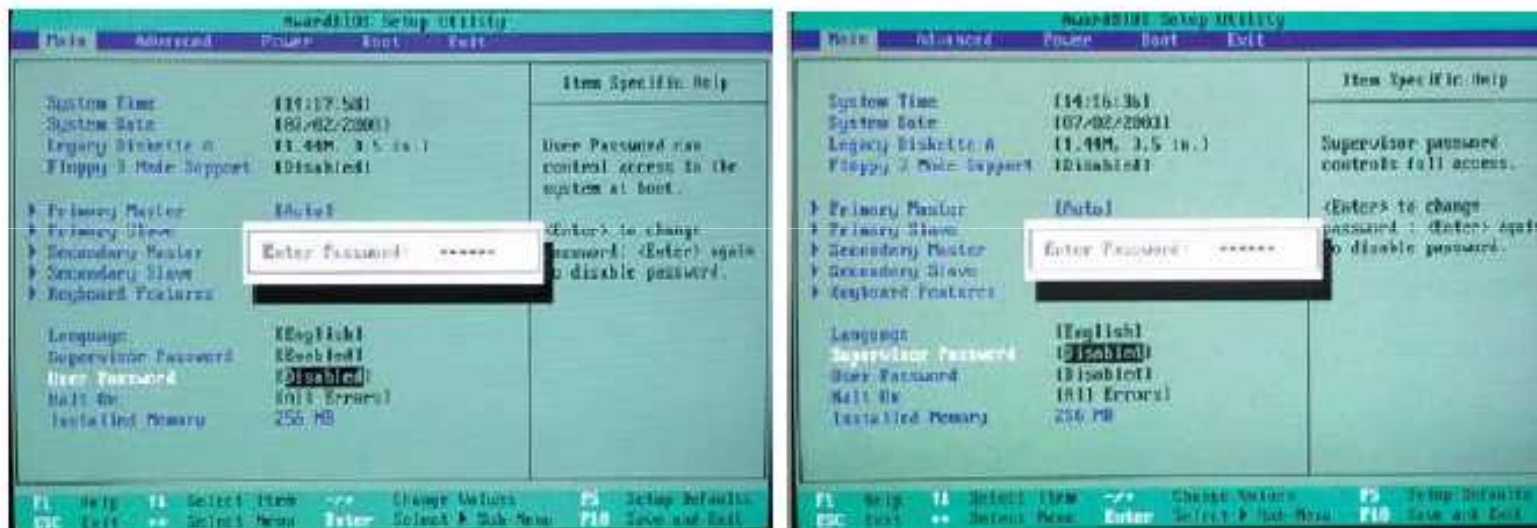 AwardBIOS Setup Utility
Main Advanced Power Boot Exit
Item Specific Help
System Time [14:17:58]
System Date
Legacy Diskette A [1.44M, 3.5 in.]
Floppy 3 Mode Support [Disabled]
Primary Master [Auto]
Primary Slave
Secondary Master
Secondary Slave
Keyboard Features
Enter Password: ******
Language [English]
Supervisor Password [Enabled]
User Password [Disabled]
Halt On [All Errors]
Installed Memory 256 MB
User Password can
control access to the
system at boot.
<Enter> to change
password: <Enter> again
to disable password.
F1 Help ↑↓ Select Item -/+ Change Values F5 Setup Defaults
ESC Exit ↔ Select Menu Enter Select ▶ Sub-Menu F10 Save and Exit
AwardBIOS Setup Utility
Main Advanced Power Boot Exit
Item Specific Help
System Time [14:16:36]
System Date [07/02/2003]
Legacy Diskette A [1.44M, 3.5 in.]
Floppy 3 Mode Support [Disabled]
Primary Master [Auto]
Primary Slave
Secondary Master
Secondary Slave
Keyboard Features
Enter Password: ******
Language [English]
Supervisor Password [Disabled]
User Password [Disabled]
Halt On [All Errors]
Installed Memory 256 MB
Supervisor password
controls full access.
<Enter> to change
password : <Enter> again
to disable password.
F1 Help ↑↓ Select Item -/+ Change Values F5 Setup Defaults
ESC Exit ↔ Select Menu Enter Select ▶ Sub-Menu F10 Save and Exit